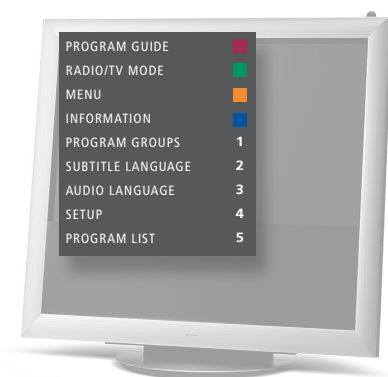 PROGRAM GUIDE
RADIO/TV MODE
MENU
INFORMATION
PROGRAM GROUPS 1
SUBTITLE LANGUAGE 2
AUDIO LANGUAGE 3
SETUP 4
PROGRAM LIST 5